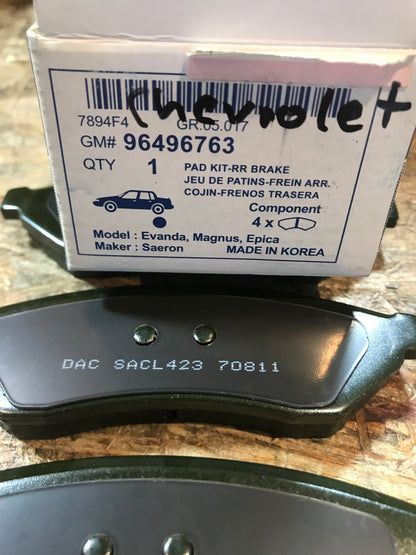 chevrolet
7894F4 GR.05.017
GM# 96496763
QTY 1 PAD KIT-RR BRAKE
JEU DE PATINS-FREIN ARR.
COJIN-FRENOS TRASERA
Component
4 x
Model : Evanda, Magnus, Epica
Maker : Saeron MADE IN KOREA
DAC SACL423 70811